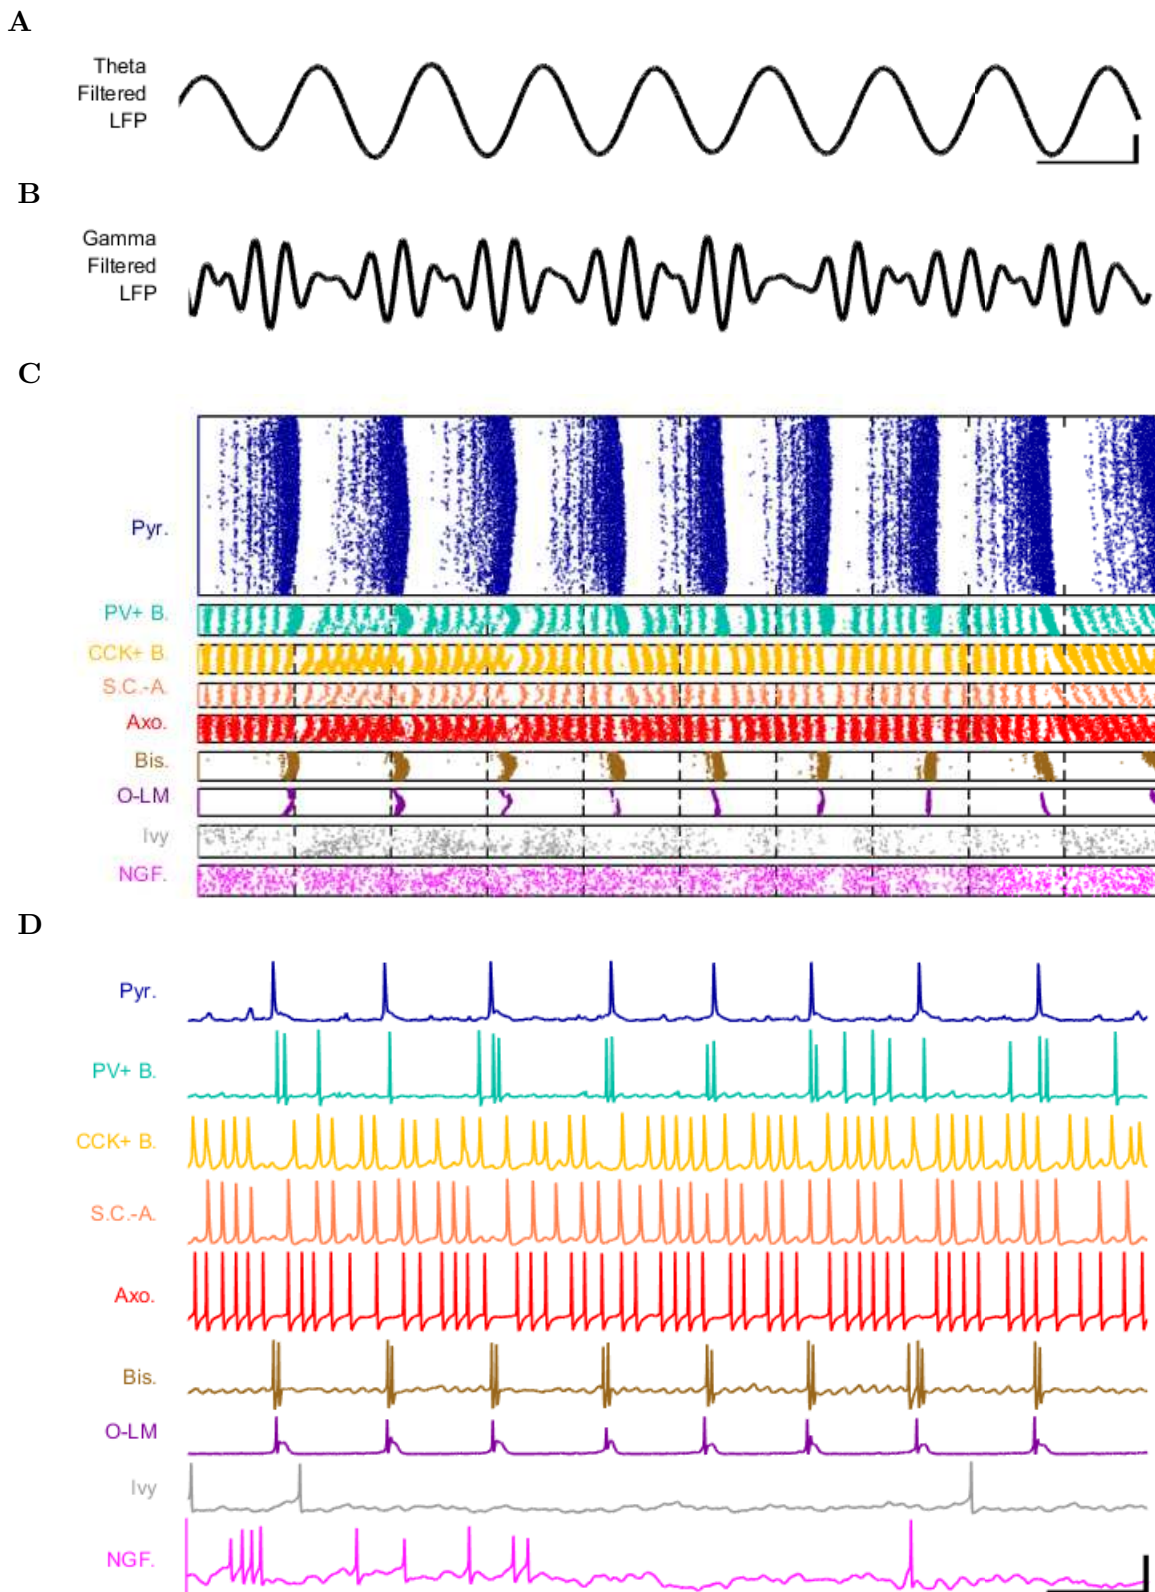 A
Theta
Filtered
LFP
B
Gamma
Filtered
LFP
C
Pyr.
PV+ B.
CCK+ B.
S.C.-A.
Axo.
Bis.
O-LM
Ivy
NGF.
D
Pyr.
PV+ B.
CCK+ B.
S.C.-A.
Axo.
Bis.
O-LM
Ivy
NGF.